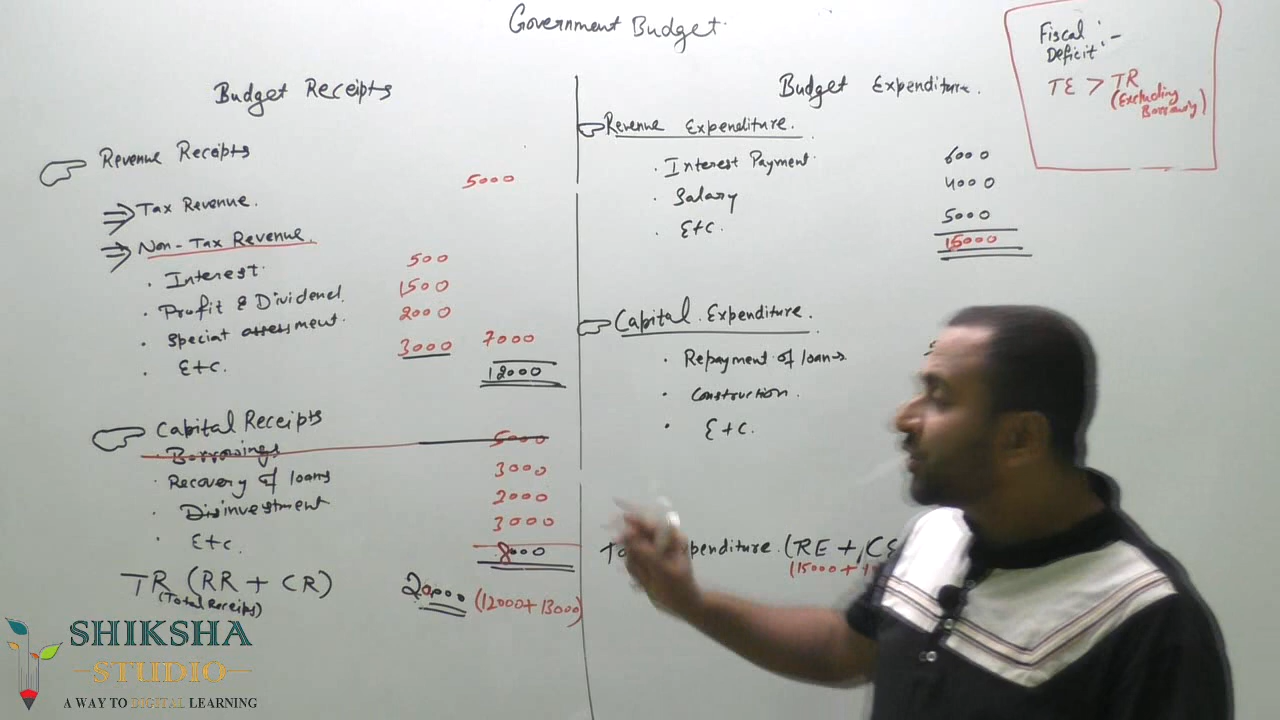 Government Budget.
Budget Receipts
Revenue Receipts
5000
⇒ Tax Revenue.
⇒ Non-Tax Revenue.
· Interest. 500
· Profit & Dividend. 1500
· Special assessment. 2000
· Etc. 3000 7000
12000
Capital Receipts
· Borrowings 5000
· Recovery of loans 3000
· Disinvestment 2000
· Etc. 3000
8000
TR (RR + CR) 20,000 (12000+13000)
(Total Receipts)
Budget Expenditure.
Revenue Expenditure.
· Interest Payment. 6000
· Salary 4000
· Etc. 5000
15000
Capital Expenditure.
· Repayment of loans
· Construction.
· Etc.
Expenditure. (RE + CE
(15000+
Fiscal
Deficit :-
TE > TR
(Excluding
Borrowing)
SHIKSHA
STUDIO
A WAY TO DIGITAL LEARNING